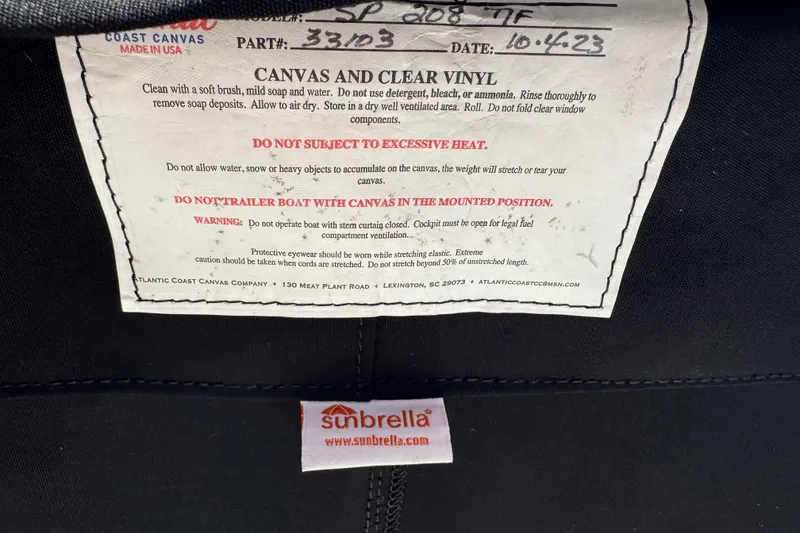 MODEL#: SP 208 TF
COAST CANVAS
MADE IN USA
PART#: 33103 DATE: 10-4-23
CANVAS AND CLEAR VINYL
Clean with a soft brush, mild soap and water. Do not use detergent, bleach, or ammonia. Rinse thoroughly to
remove soap deposits. Allow to air dry. Store in a dry well ventilated area. Roll. Do not fold clear window
components.
DO NOT SUBJECT TO EXCESSIVE HEAT.
Do not allow water, snow or heavy objects to accumulate on the canvas, the weight will stretch or tear your
canvas.
DO NOT TRAILER BOAT WITH CANVAS IN THE MOUNTED POSITION.
WARNING: Do not operate boat with stern curtain closed. Cockpit must be open for legal fuel
compartment ventilation.
Protective eyewear should be worn while stretching elastic. Extreme
caution should be taken when cords are stretched. Do not stretch beyond 50% of unstretched length.
ATLANTIC COAST CANVAS COMPANY • 130 MEAT PLANT ROAD • LEXINGTON, SC 29073 • ATLANTICCOASTCC@MSN.COM
sunbrella®
www.sunbrella.com